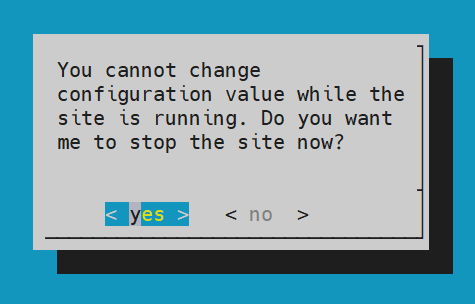 You cannot change
configuration value while the
site is running. Do you want
me to stop the site now?
< yes >   < no  >